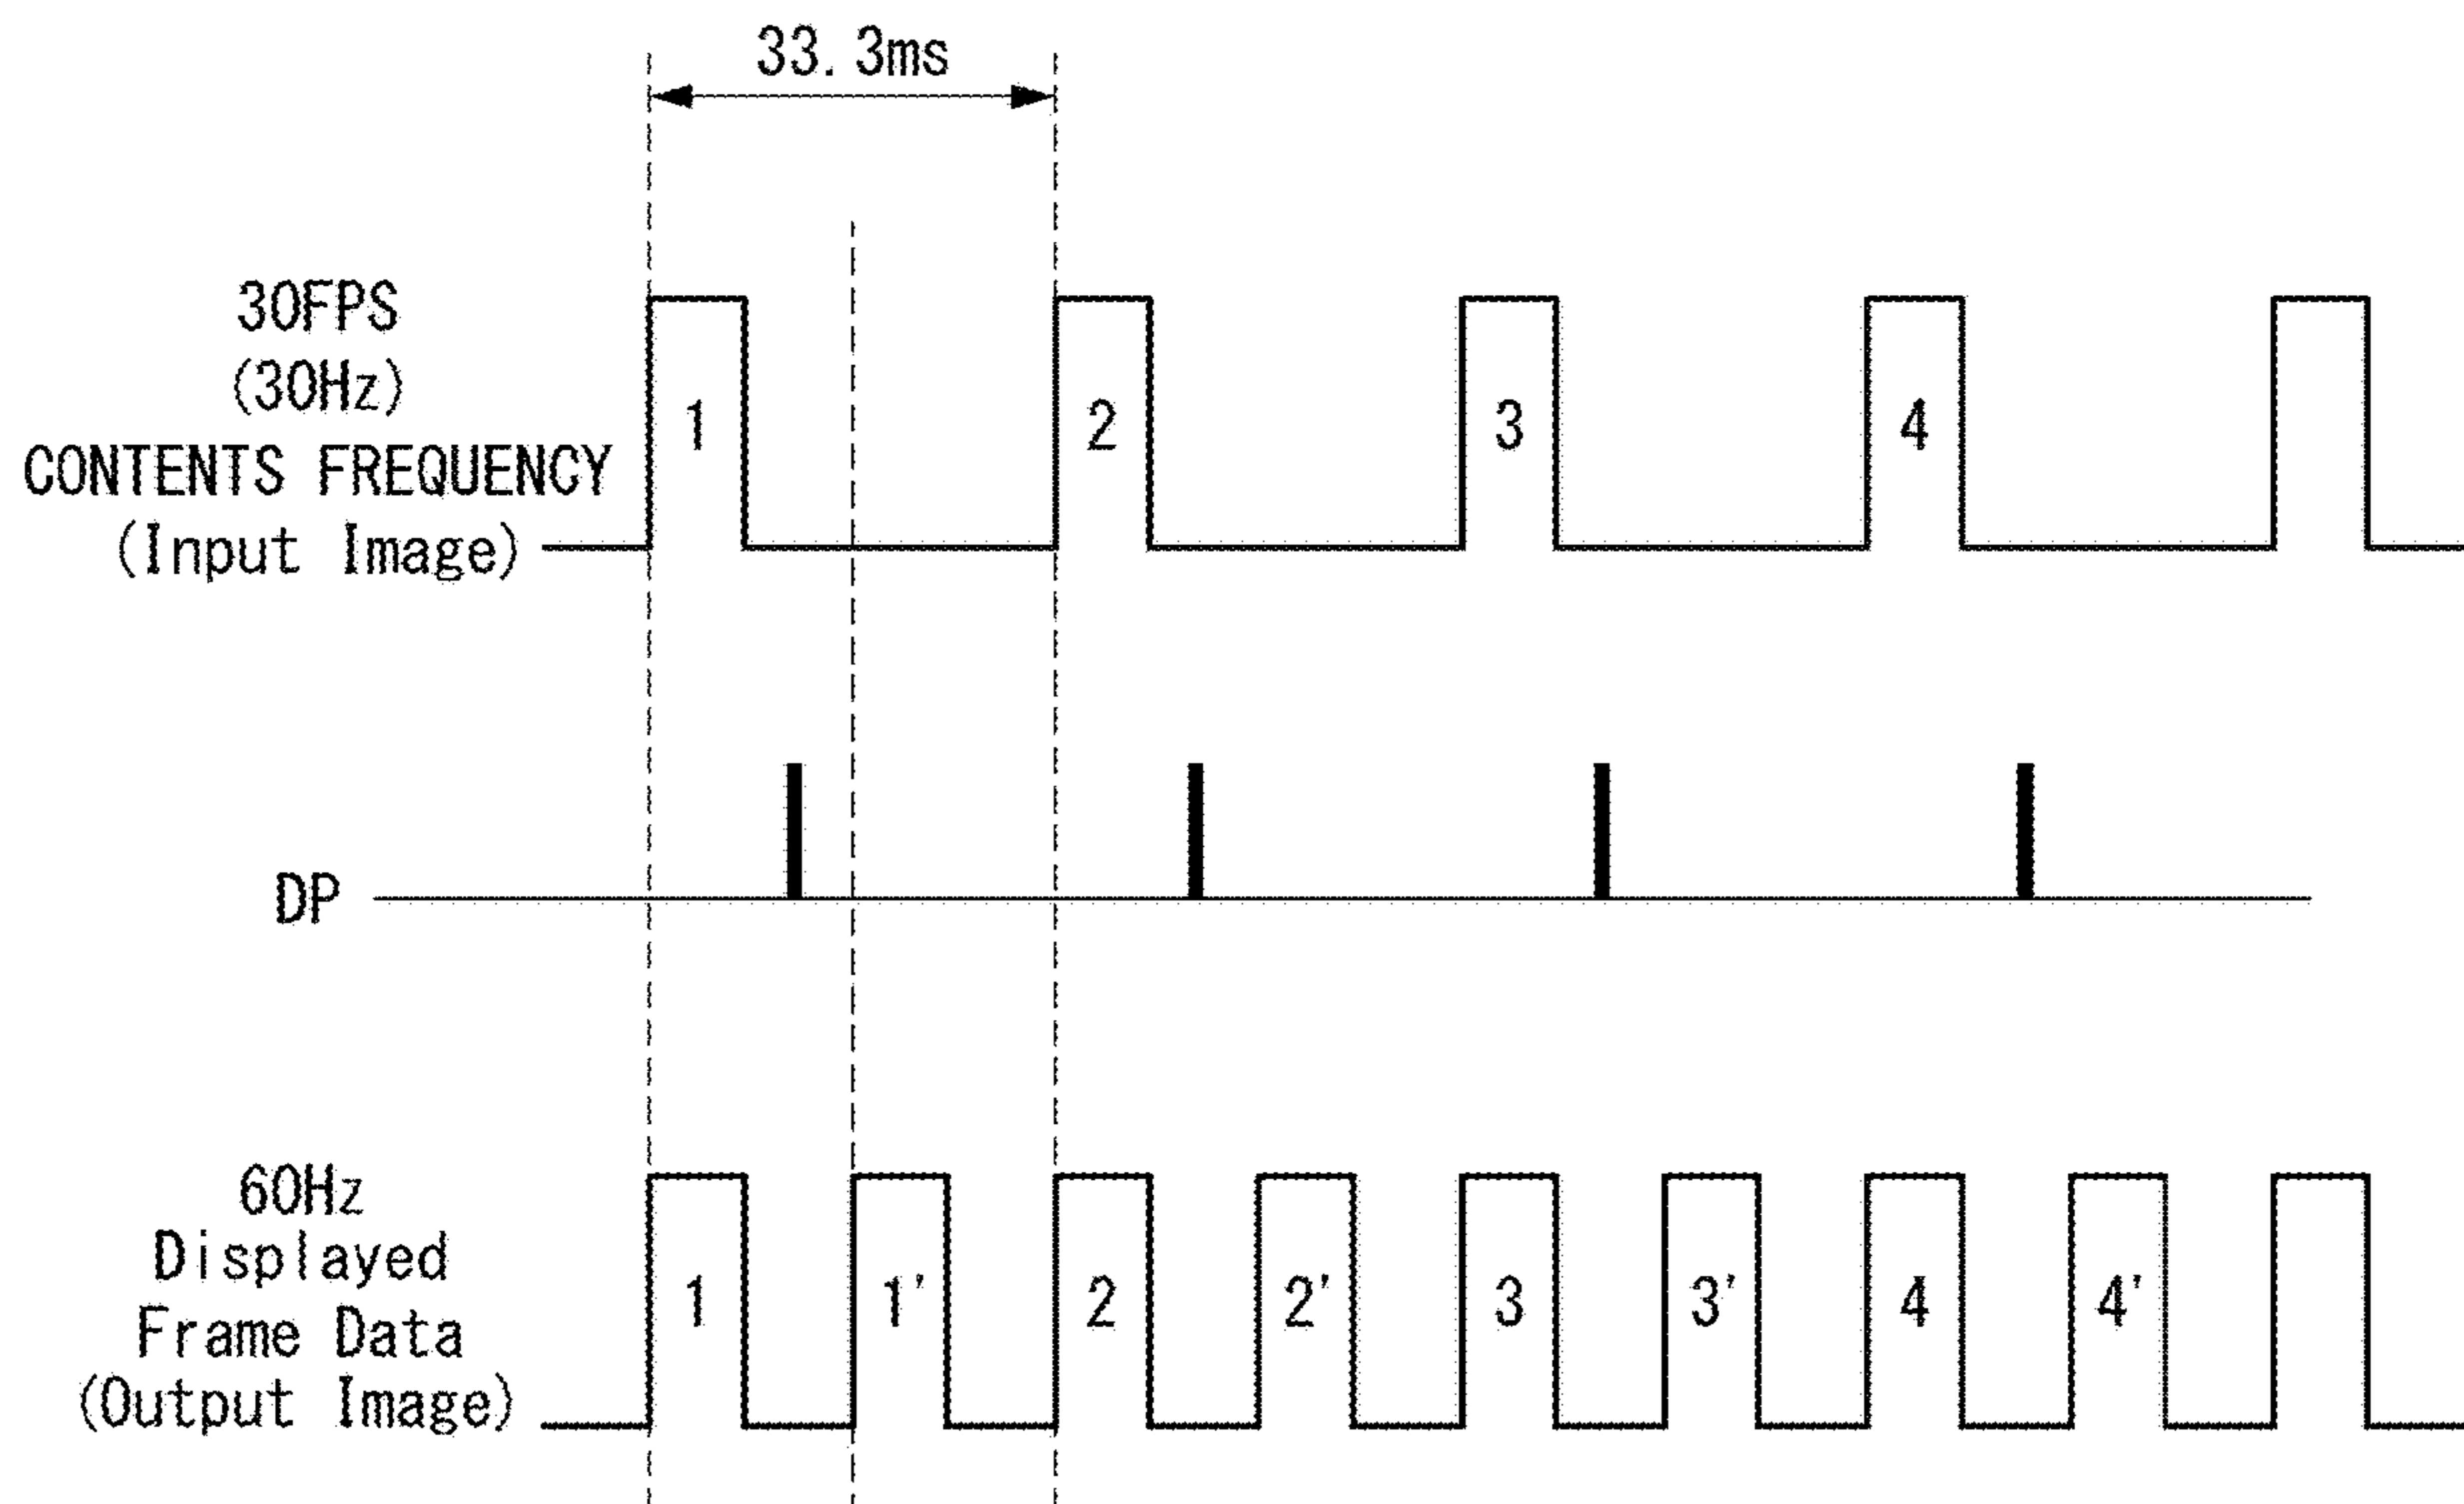 33.3ms
30FPS
(30Hz)
CONTENTS FREQUENCY
(Input Image)
1
2
3
4
DP
60Hz
Displayed
Frame Data
(Output Image)
1
1'
2
2'
3
3'
4
4'